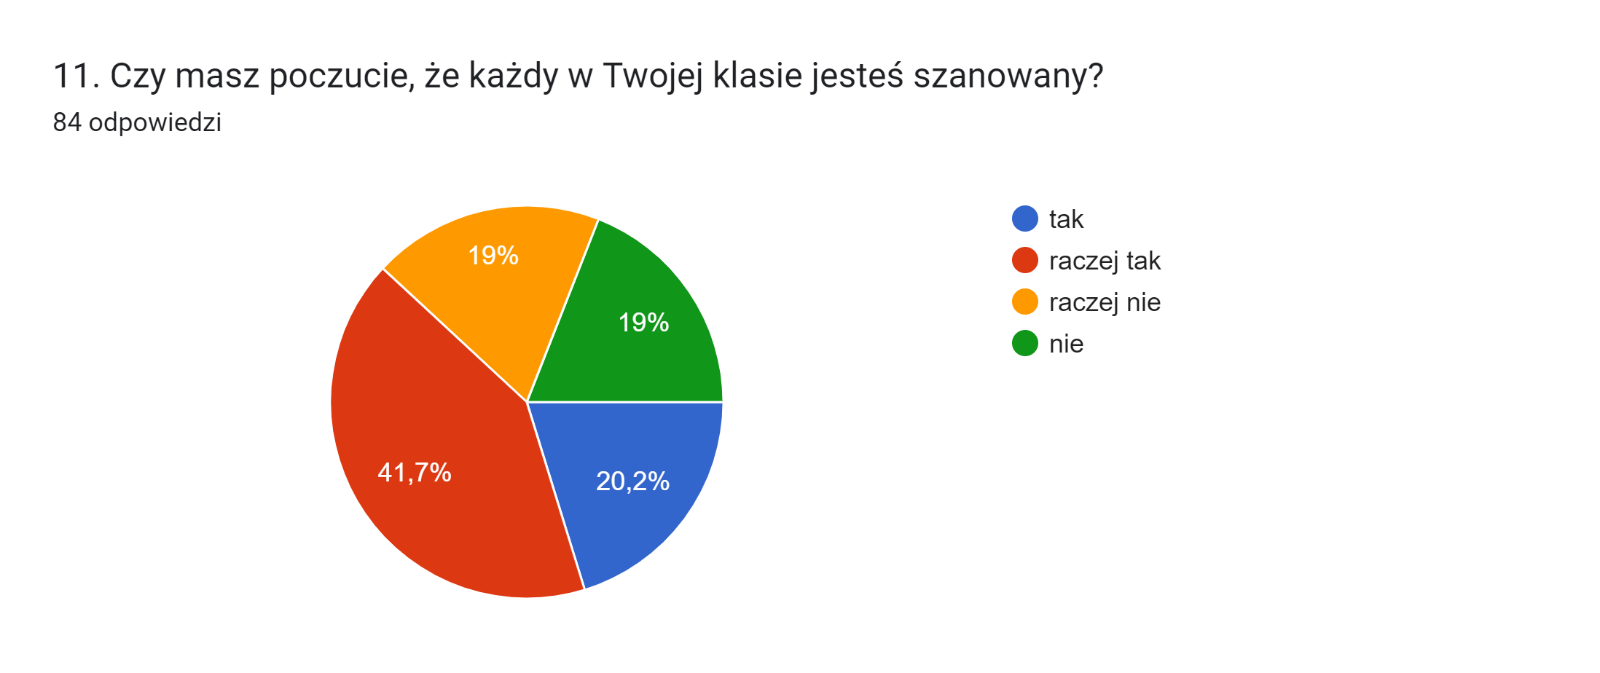 11. Czy masz poczucie, że każdy w Twojej klasie jesteś szanowany?
84 odpowiedzi
tak
raczej tak
raczej nie
nie
19%
19%
41,7%
20,2%